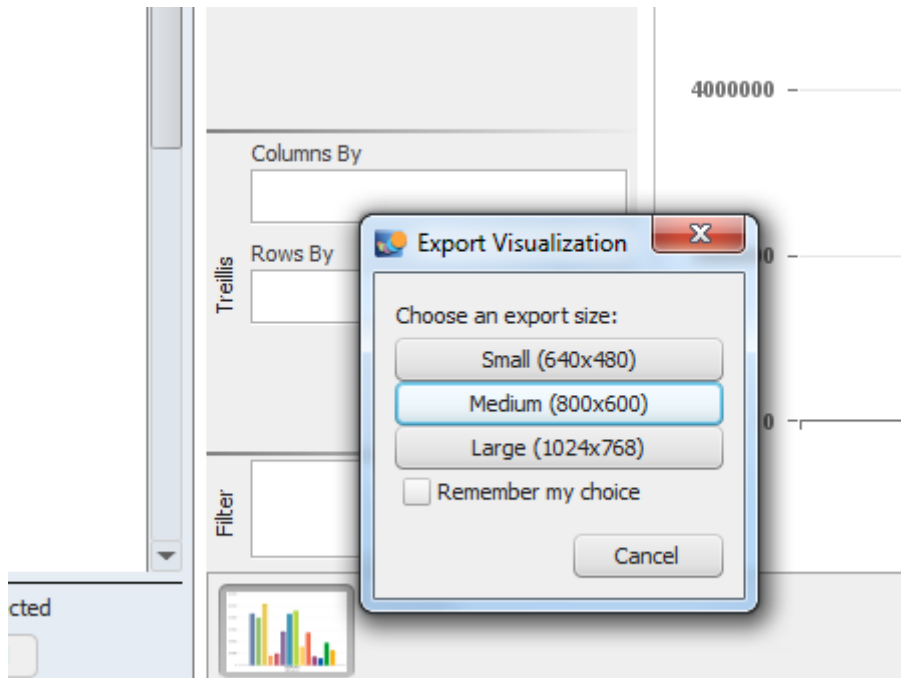 4000000
Columns By
Export Visualization
Rows By
Treillis
Choose an export size:
Small (640x480)
Medium (800x600)
0
Large (1024x768)
Remember my choice
Filter
Cancel
cted